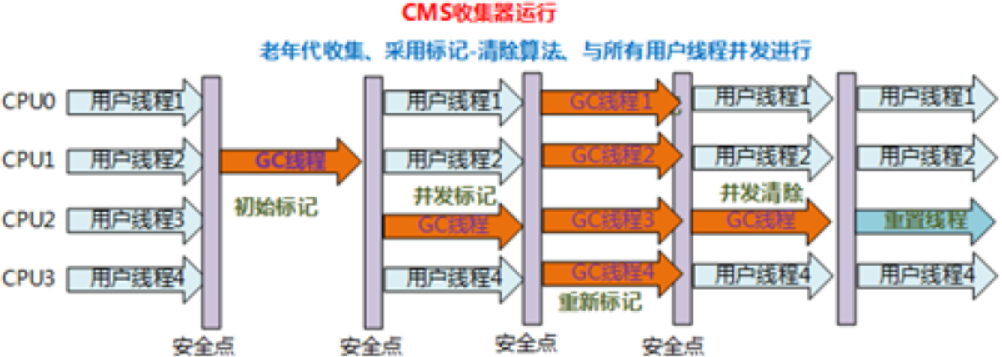 CMS收集器运行
老年代收集、采用标记-清除算法、与所有用户线程并发进行
CPU0 用户线程1 用户线程1 GC线程1 用户线程1 用户线程1
CPU1 用户线程2 GC线程 用户线程2 GC线程2 用户线程2 用户线程2
初始标记 并发标记 并发清除
CPU2 用户线程3 GC线程 GC线程3 GC线程 重置线程
CPU3 用户线程4 用户线程4 GC线程4 用户线程4 用户线程4
重新标记
安全点 安全点 安全点 安全点